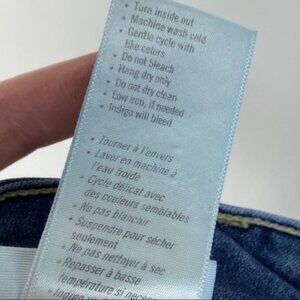 • Turn inside out
• Machine wash cold
• Gentle cycle with
like colors
• Do not bleach
• Hang dry only
• Do not dry clean
• Low iron, if needed
• Indigo will bleed
• Tourner à l'envers
• Laver en machine à
l'eau froide
• Cycle délicat avec
des couleurs semblables
• Ne pas blanchir
• Suspendre pour sécher
seulement
• Ne pas nettoyer à sec
• Repasser à basse
température si nécess